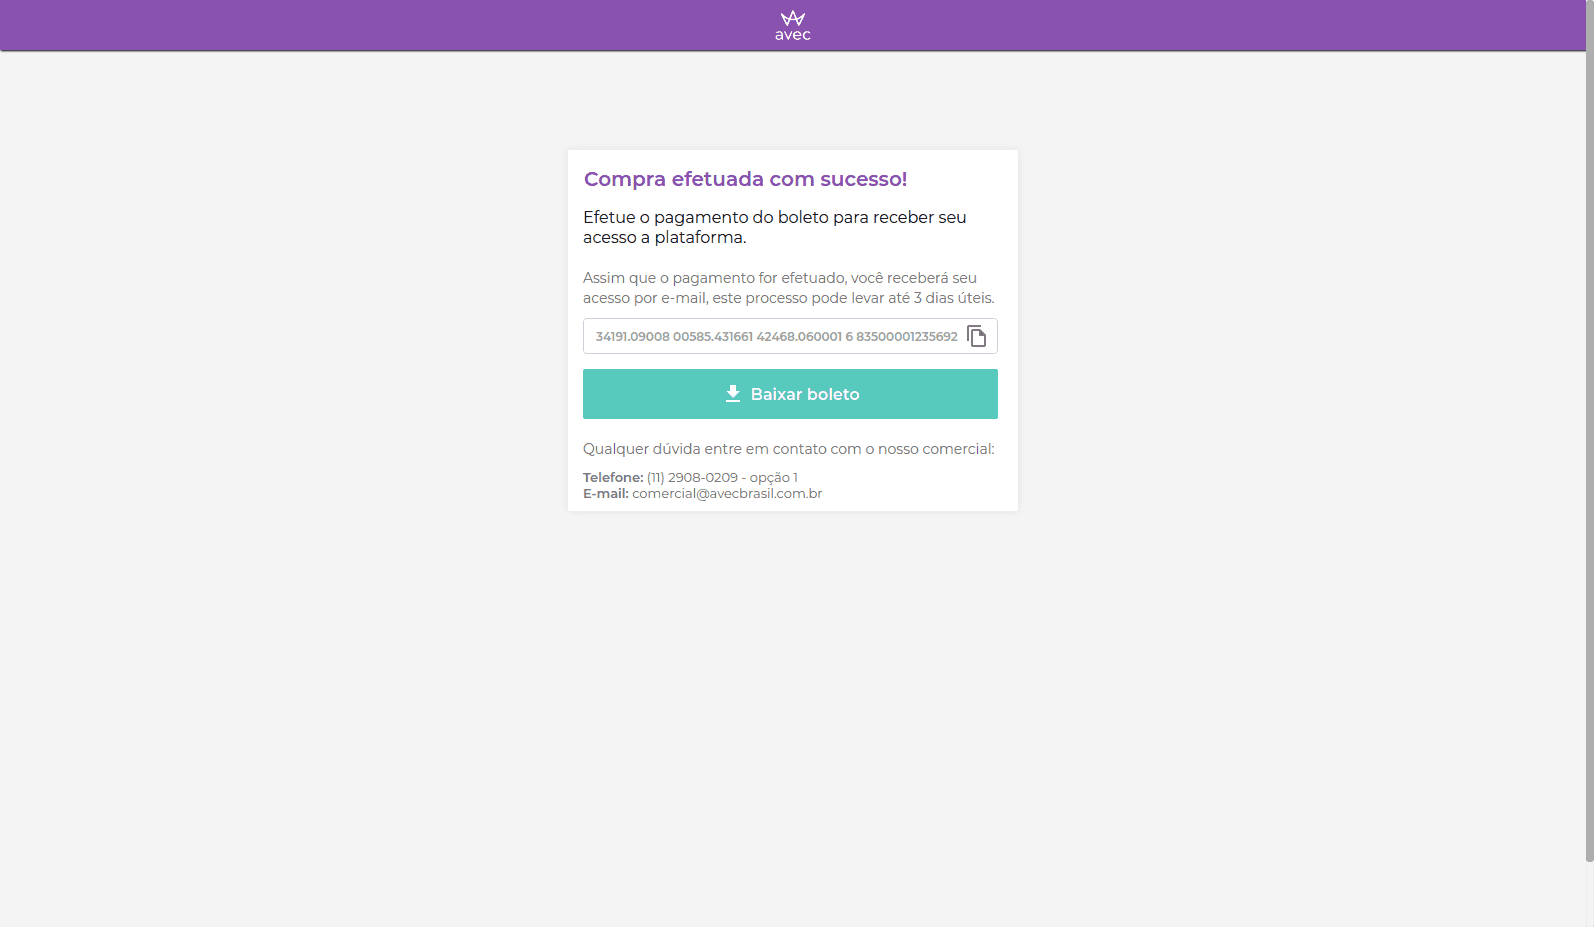 avec
Compra efetuada com sucesso!
Efetue o pagamento do boleto para receber seu
acesso a plataforma.
Assim que o pagamento for efetuado, você receberá seu
acesso por e-mail, este processo pode levar até 3 dias úteis.
34191.09008 00585.431661 42468.060001 6 83500001235692
Baixar boleto
Qualquer dúvida entre em contato com o nosso comercial:
Telefone: (11) 2908-0209 - opção 1
E-mail: comercial@avecbrasil.com.br